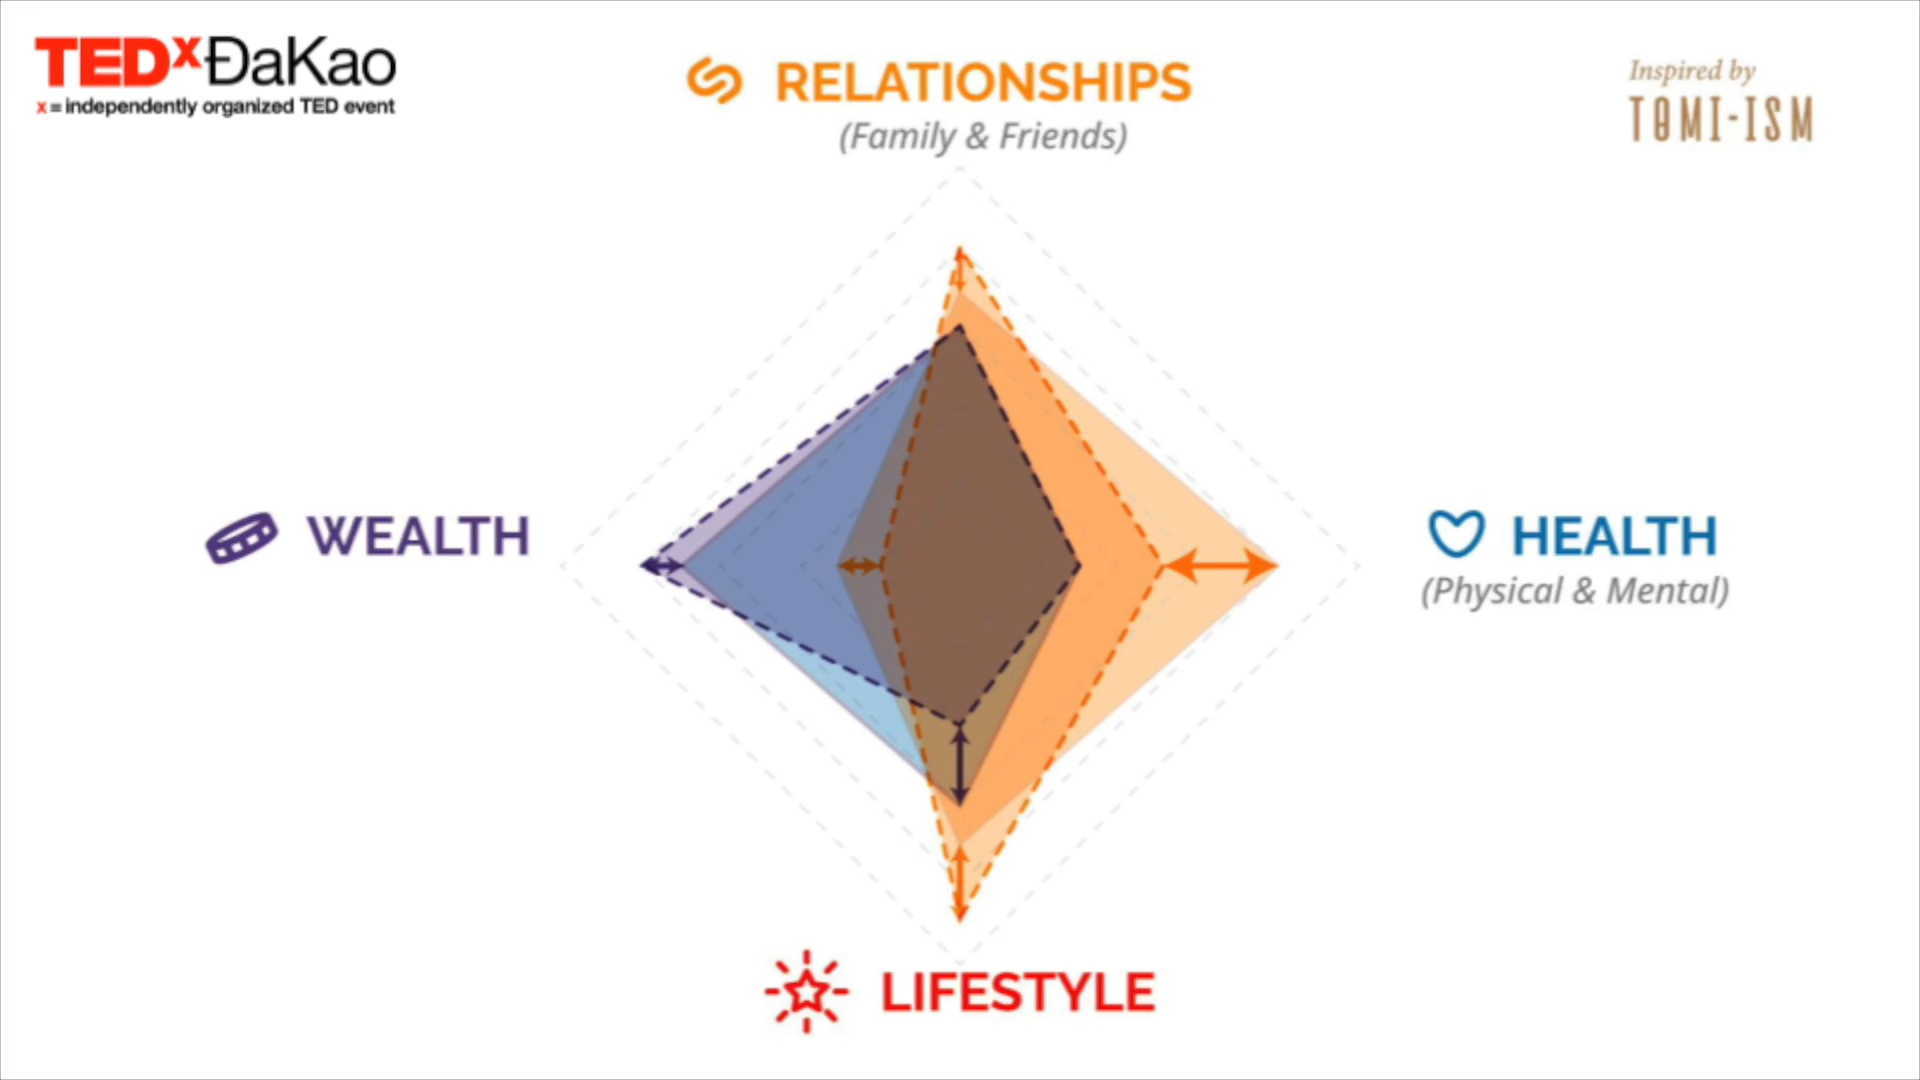 TEDxĐaKao
x = independently organized TED event
RELATIONSHIPS
(Family & Friends)
Inspired by
TOMI-ISM
WEALTH
HEALTH
(Physical & Mental)
LIFESTYLE